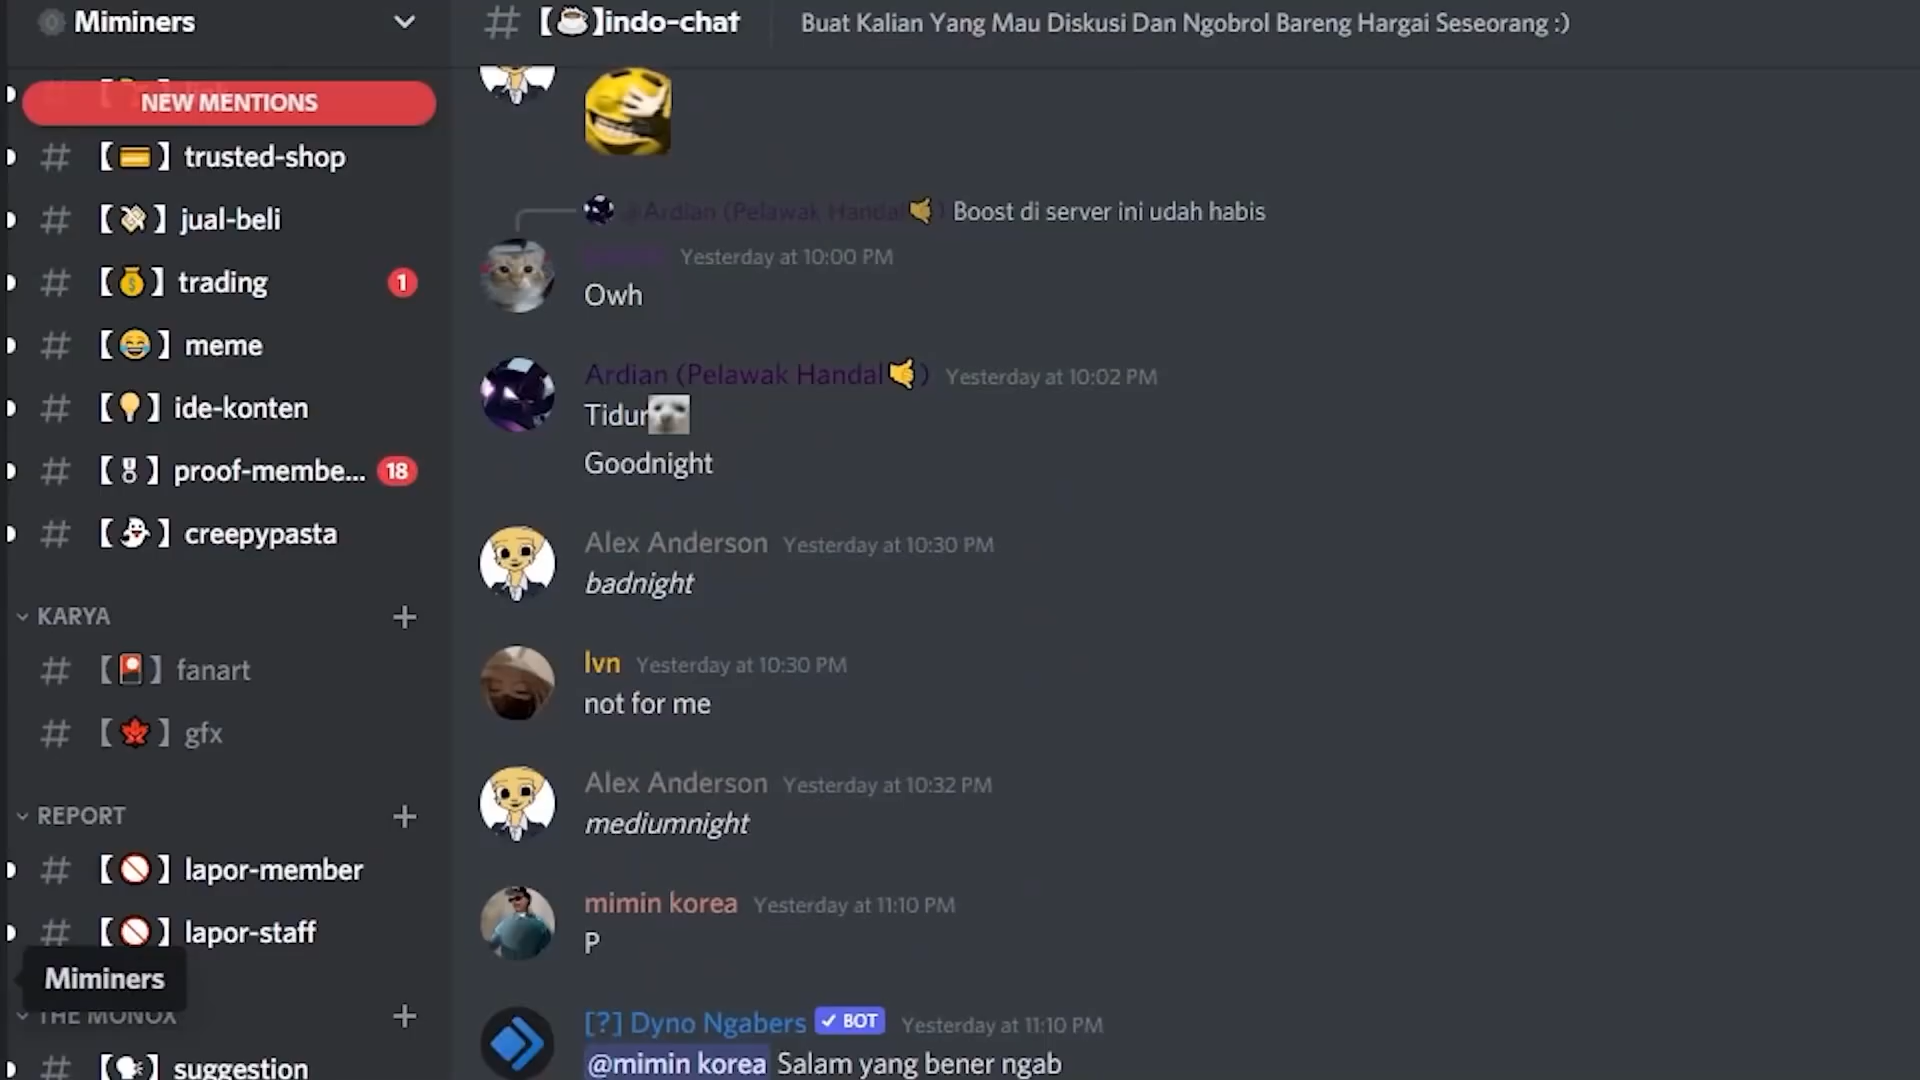 Miminers
NEW MENTIONS
# 【💳】trusted-shop
# 【💸】jual-beli
# 【💰】trading 1
# 【😂】meme
# 【💡】ide-konten
# 【🎖】proof-membe... 18
# 【👻】creepypasta
KARYA +
# 【🎴】fanart
# 【🍁】gfx
REPORT +
# 【🚫】lapor-member
# 【🚫】lapor-staff
Miminers
THE MONOX +
# 【🗣】suggestion
# 【☕】indo-chat
Buat Kalian Yang Mau Diskusi Dan Ngobrol Bareng Hargai Seseorang :)
Ardian (Pelawak Handal🤙) Boost di server ini udah habis
Yesterday at 10:00 PM
Owh
Ardian (Pelawak Handal🤙) Yesterday at 10:02 PM
Tidur
Goodnight
Alex Anderson Yesterday at 10:30 PM
badnight
lvn Yesterday at 10:30 PM
not for me
Alex Anderson Yesterday at 10:32 PM
mediumnight
mimin korea Yesterday at 11:10 PM
P
[?] Dyno Ngabers ✓ BOT Yesterday at 11:10 PM
@mimin korea Salam yang bener ngab